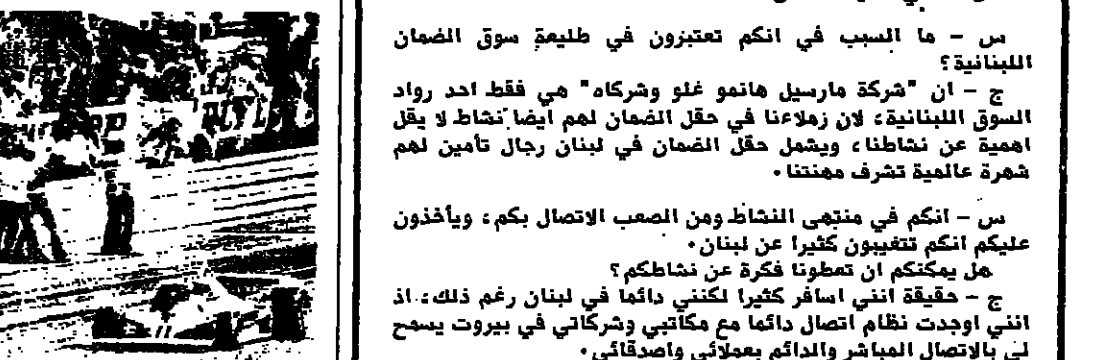 س – ما السبب في انكم تعتبزون في طليعة سوق الضمان
اللبنانية؟
ج – ان "شركة مارسيل هانمو غلو وشركاه" هي فقط احد رواد
السوق اللبنانية، لان زملاءنا في حقل الضمان لهم ايضا نشاط لا يقل
اهمية عن نشاطنا، ويشمل حقل الضمان في لبنان رجال تأمين لهم
شهرة عالمية تشرف مهنتنا.
س – انكم في منتهى النشاط ومن الصعب الاتصال بكم، ويأخذون
عليكم انكم تتغيبون كثيرا عن لبنان.
هل يمكنكم ان تعطونا فكرة عن نشاطكم؟
ج – حقيقة انني اسافر كثيرا لكنني دائما في لبنان رغم ذلك، اذ
انني اوجدت نظام اتصال دائما مع مكاتبي وشركاتي في بيروت يسمح
لي بالاتصال المباشر والدائم بعملائي واصدقائي.